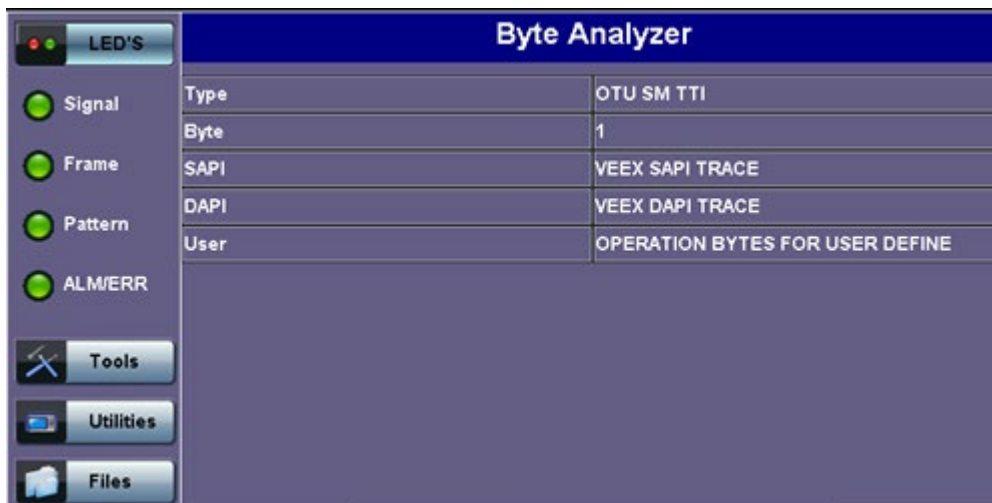 LED'S
Signal
Frame
Pattern
ALM/ERR
Tools
Utilities
Files
Byte Analyzer
Type OTU SM TTI
Byte 1
SAPI VEEX SAPI TRACE
DAPI VEEX DAPI TRACE
User OPERATION BYTES FOR USER DEFINE